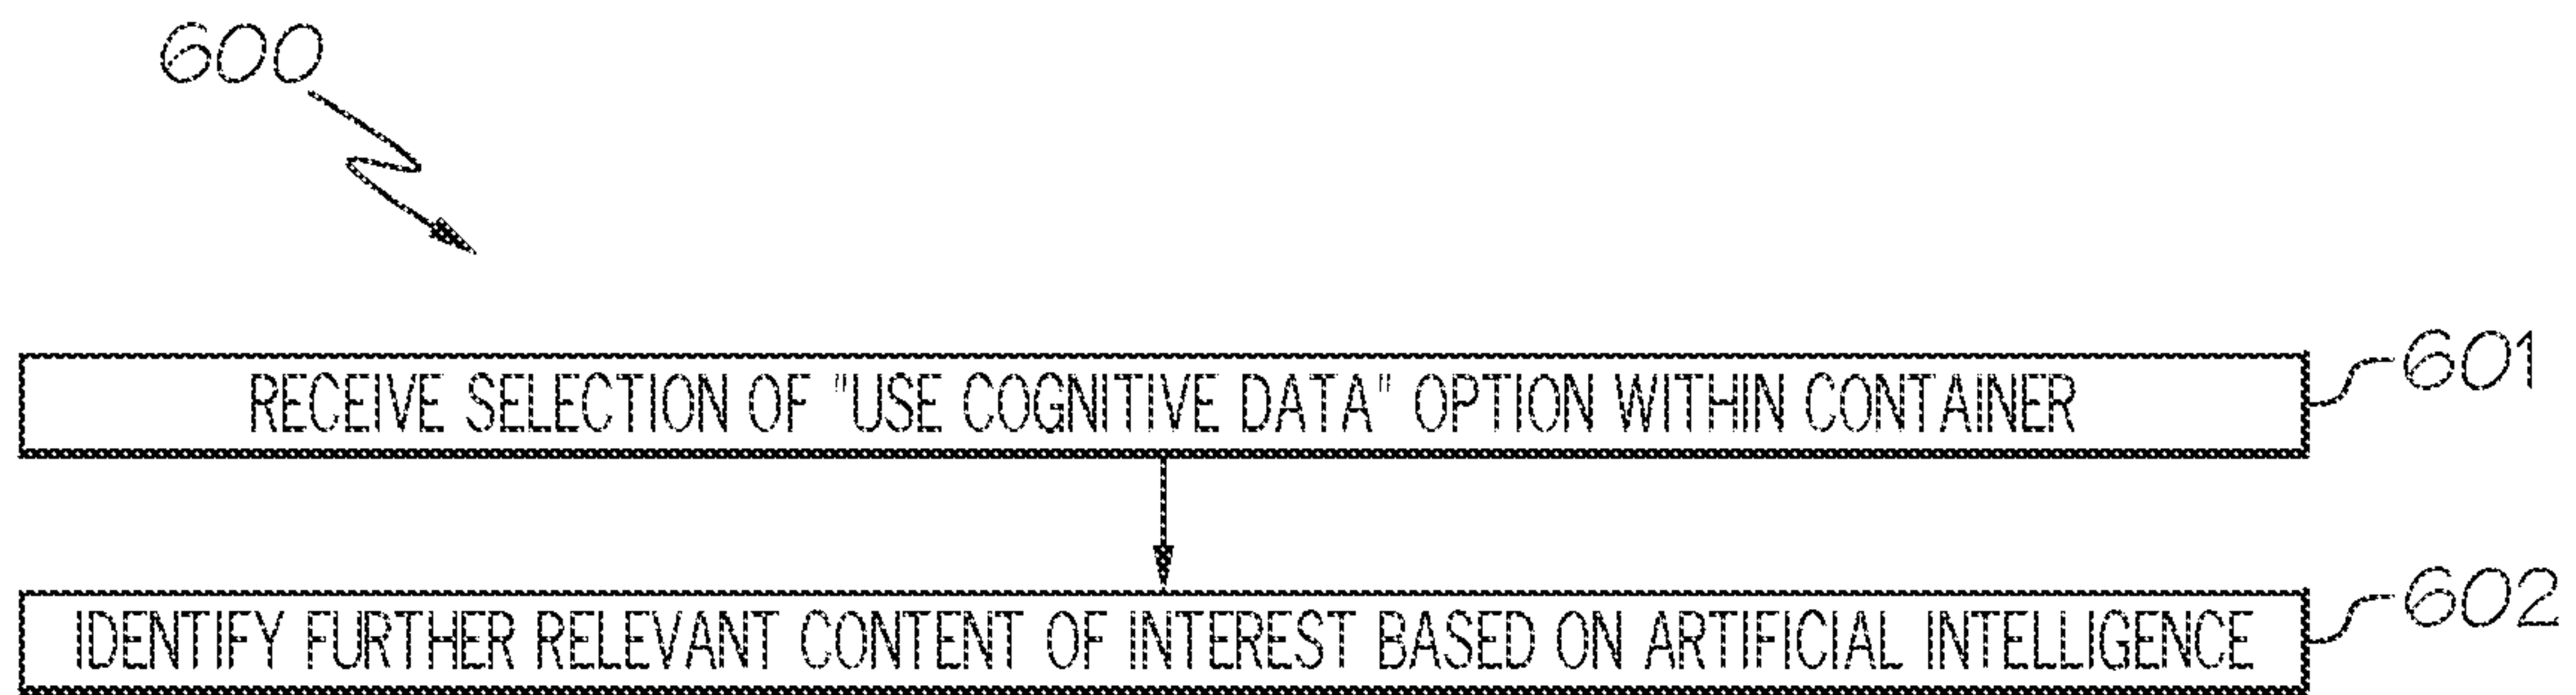 600
RECEIVE SELECTION OF "USE COGNITIVE DATA" OPTION WITHIN CONTAINER
601
IDENTIFY FURTHER RELEVANT CONTENT OF INTEREST BASED ON ARTIFICIAL INTELLIGENCE
602